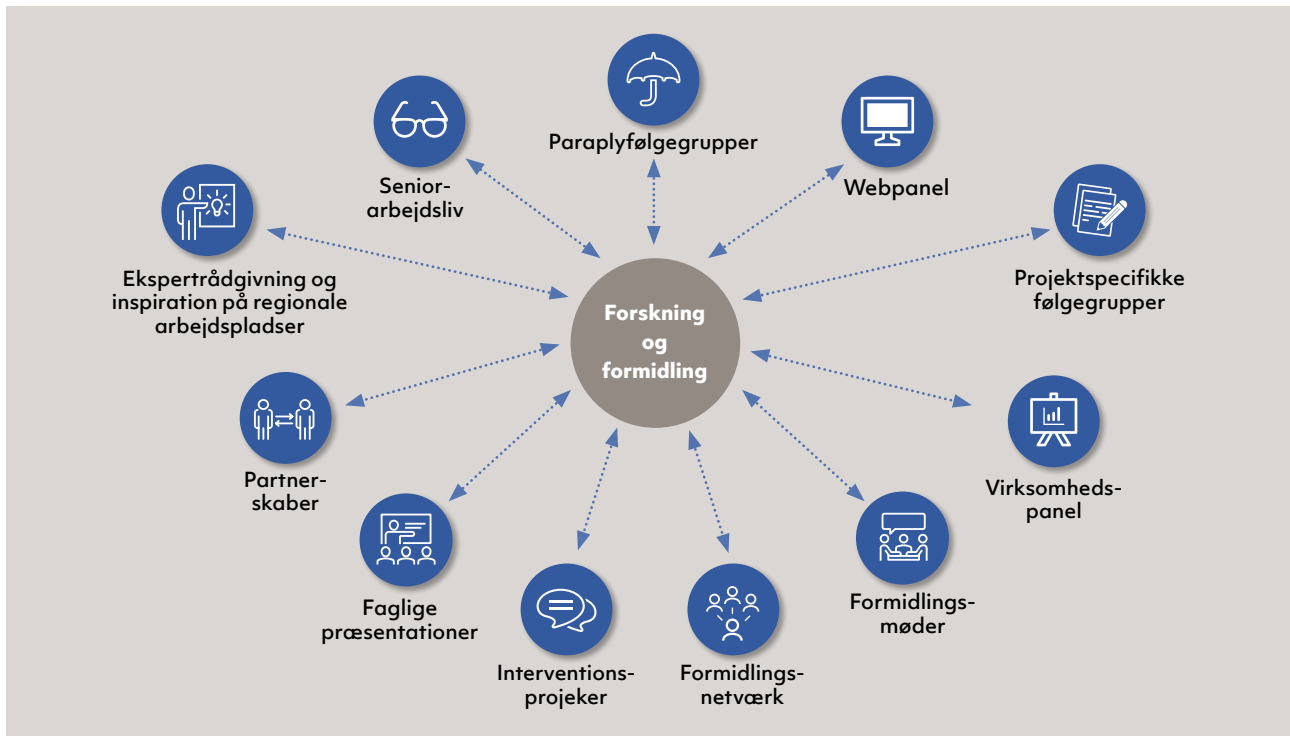 Paraplyfølgegrupper
Senior-
arbejdsliv
Webpanel
Ekspertrådgivning og
inspiration på regionale
arbejdspladser
Projektspecifikke
følgegrupper
Forskning
og
formidling
Partner-
skaber
Virksomheds-
panel
Faglige
præsentationer
Formidlings-
møder
Interventions-
projeker
Formidlings-
netværk